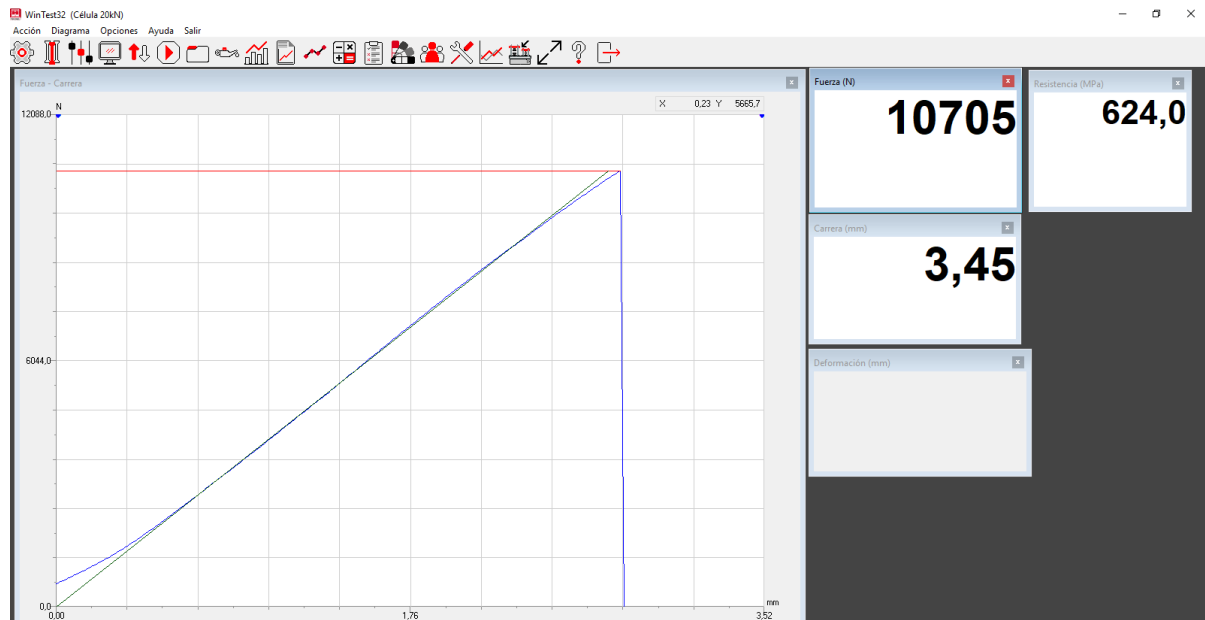 WinTest32 (Célula 20kN)
Acción Diagrama Opciones Ayuda Salir
Fuerza - Carrera
X 0,23 Y 5665,7
N
12088,0
6044,0
0,0
0,00 1,76 3,52
mm
Fuerza (N)
10705
Resistencia (MPa)
624,0
Carrera (mm)
3,45
Deformación (mm)